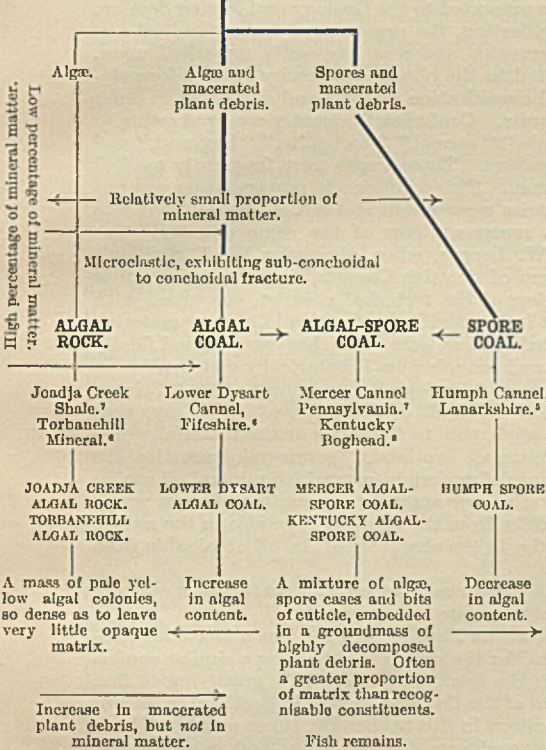 Algæ.
Algæ and
macerated
plant debris.
Spores and
macerated
plant debris.
High percentage of mineral matter.
Low percentage of mineral matter.
Relatively small proportion of
mineral matter.
Microclastic, exhibiting sub-conchoidal
to conchoidal fracture.
ALGAL
ROCK.
ALGAL
COAL.
ALGAL-SPORE
COAL.
SPORE
COAL.
Joadja Creek
Shale.⁷
Torbanehill
Mineral.⁶
Lower Dysart
Cannel,
Fifeshire.⁶
Mercer Cannel
Pennsylvania.⁷
Kentucky
Boghead.⁸
Humph Cannel,
Lanarkshire.⁵
JOADJA CREEK
ALGAL ROCK.
TORBANEHILL
ALGAL ROCK.
LOWER DYSART
ALGAL COAL.
MERCER ALGAL-
SPORE COAL.
KENTUCKY ALGAL-
SPORE COAL.
HUMPH SPORE
COAL.
A mass of pale yel-
low algal colonies,
so dense as to leave
very little opaque
matrix.
Increase
in algal
content.
A mixture of algæ,
spore cases and bits
of cuticle, embedded
in a groundmass of
highly decomposed
plant debris. Often
a greater proportion
of matrix than recog-
nisable constituents.
Decrease
in algal
content.
Increase in macerated
plant debris, but not in
mineral matter.
Fish remains.